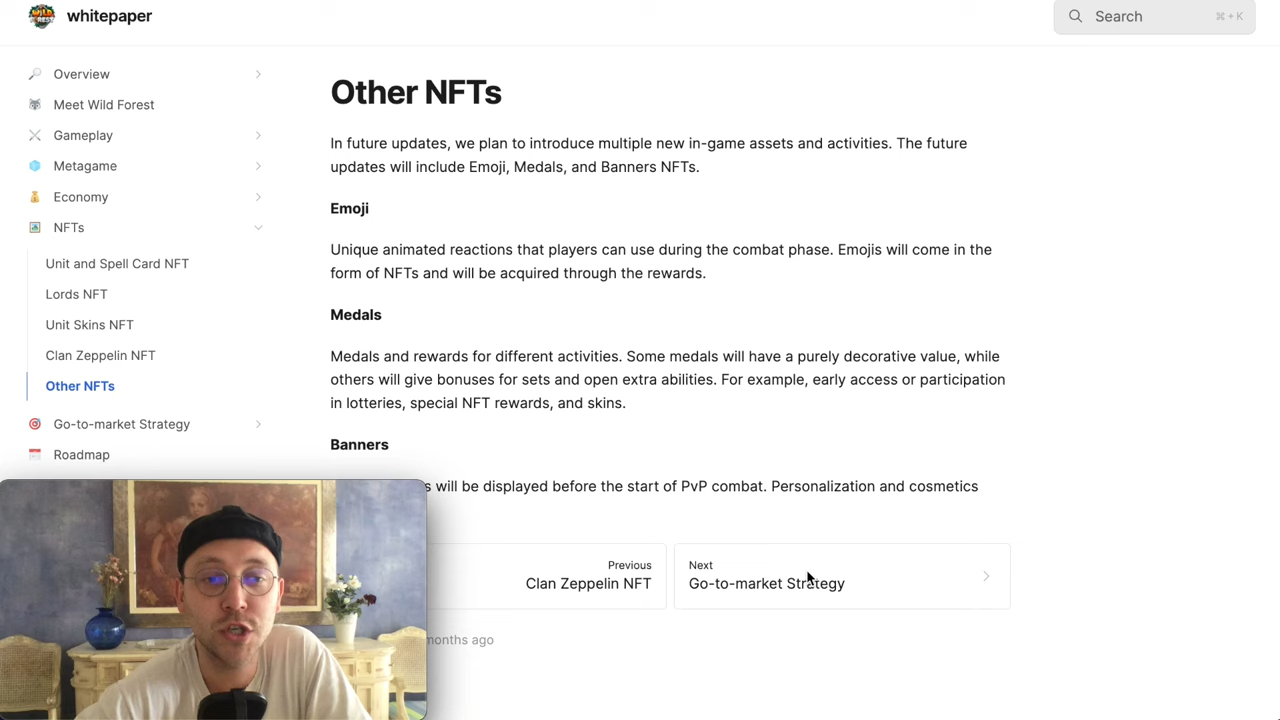 whitepaper
Search
⌘ + K
Overview
Meet Wild Forest
Gameplay
Metagame
Economy
NFTs
Unit and Spell Card NFT
Lords NFT
Unit Skins NFT
Clan Zeppelin NFT
Other NFTs
Go-to-market Strategy
Roadmap
Other NFTs
In future updates, we plan to introduce multiple new in-game assets and activities. The future
updates will include Emoji, Medals, and Banners NFTs.
Emoji
Unique animated reactions that players can use during the combat phase. Emojis will come in the
form of NFTs and will be acquired through the rewards.
Medals
Medals and rewards for different activities. Some medals will have a purely decorative value, while
others will give bonuses for sets and open extra abilities. For example, early access or participation
in lotteries, special NFT rewards, and skins.
Banners
will be displayed before the start of PvP combat. Personalization and cosmetics
Previous
Clan Zeppelin NFT
Next
Go-to-market Strategy
months ago